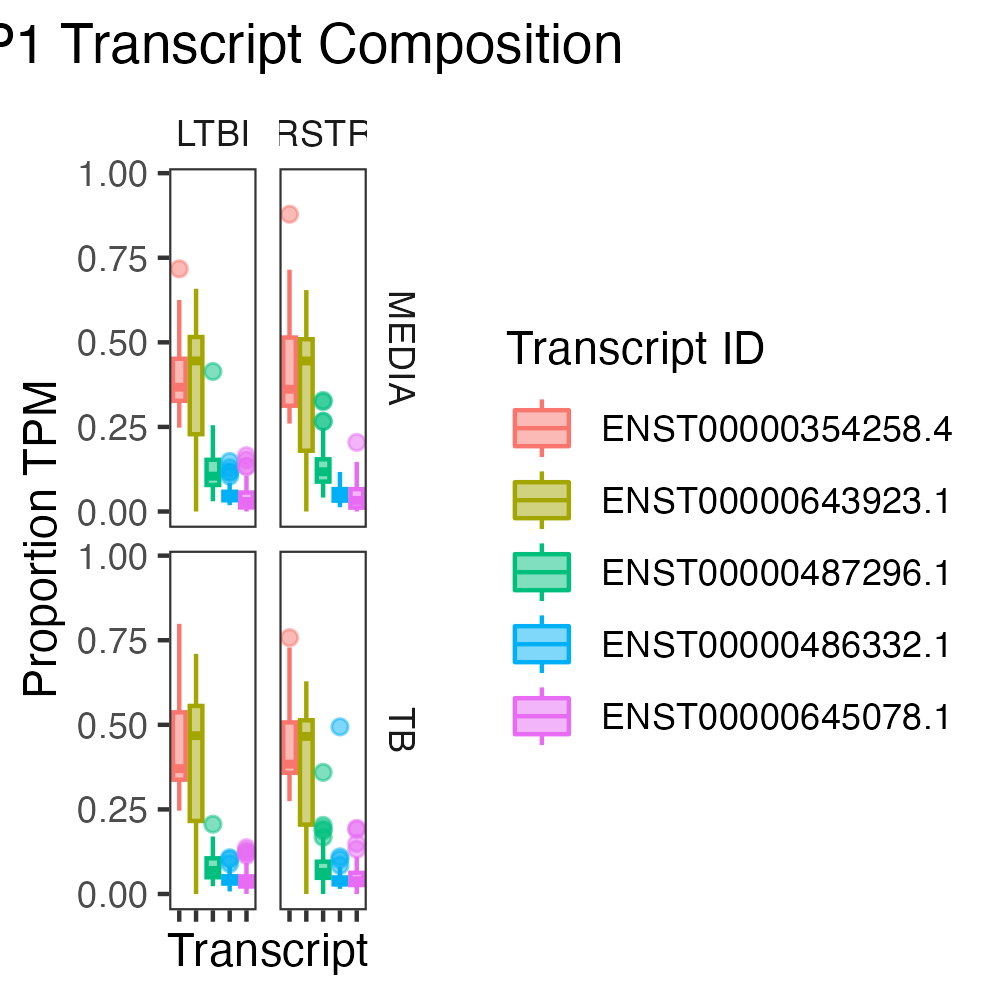 P1 Transcript Composition
LTBI RSTR
1.00
0.75
0.50
0.25
0.00
MEDIA
1.00
0.75
0.50
0.25
0.00
TB
Proportion TPM
Transcript
Transcript ID
ENST00000354258.4
ENST00000643923.1
ENST00000487296.1
ENST00000486332.1
ENST00000645078.1